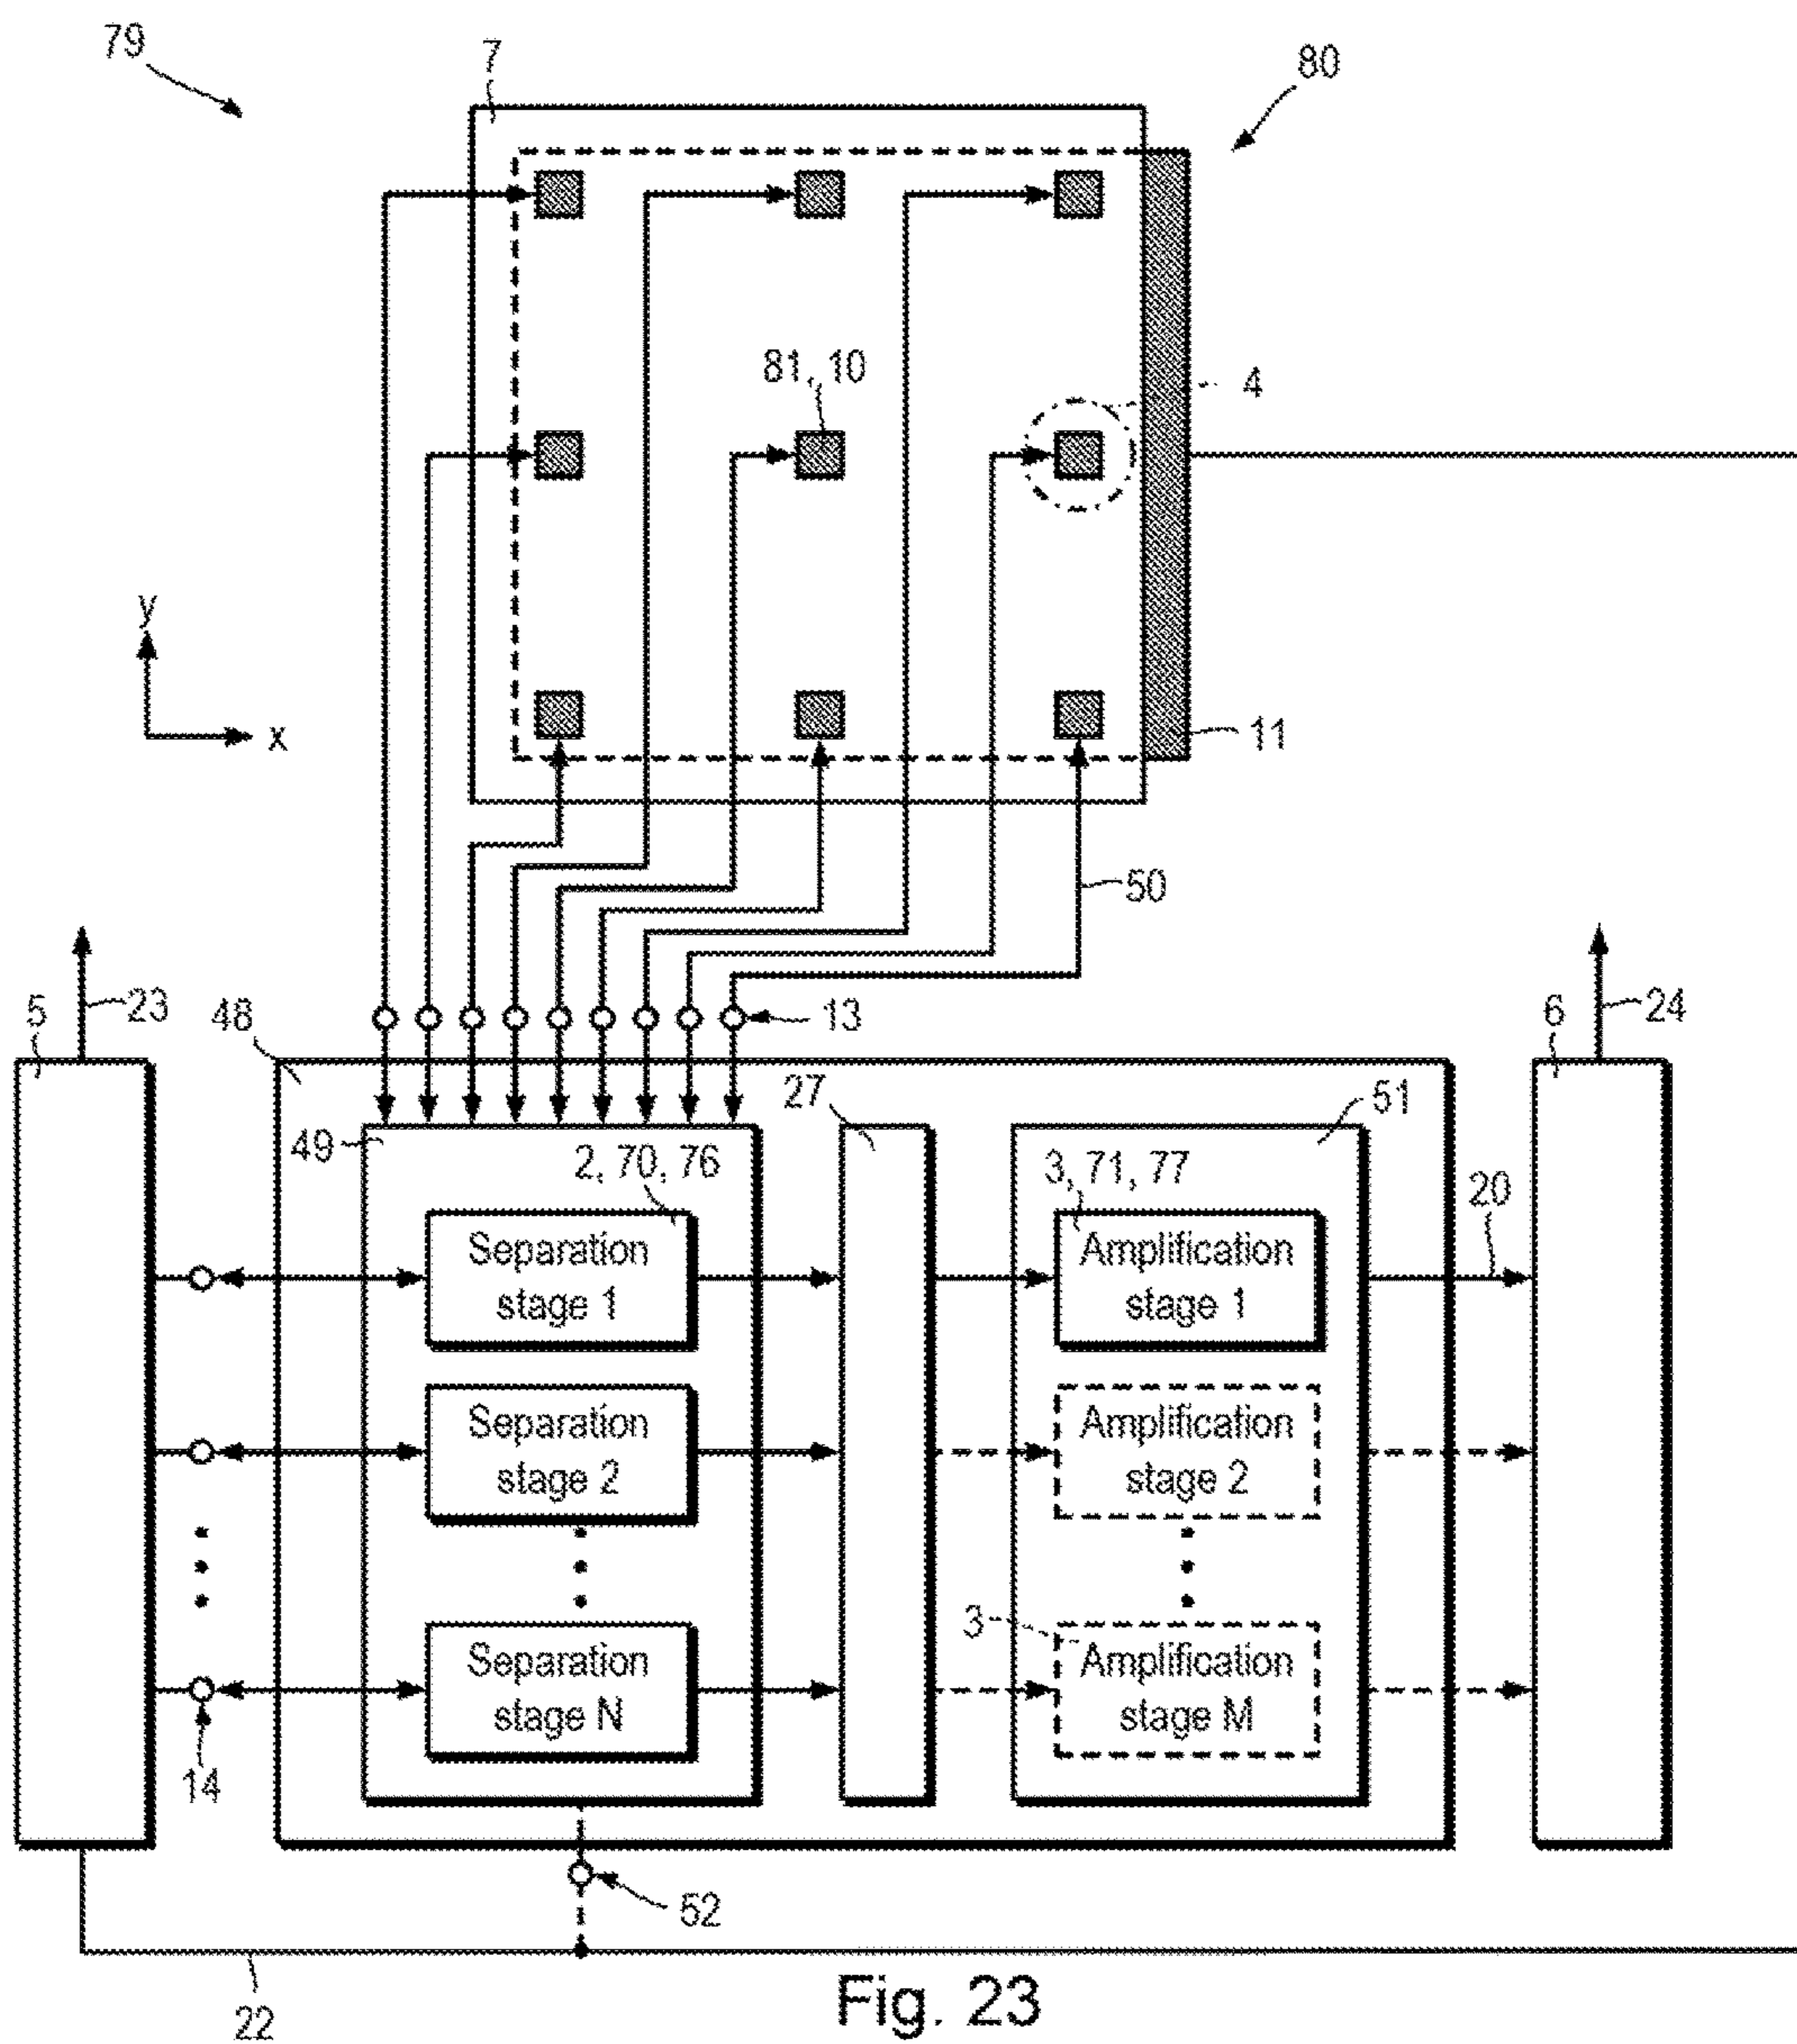 79
7
80
81, 10
4
y
x
11
50
5
23
48
13
6
24
49
2, 70, 76
27
51
3, 71, 77
20
Separation
stage 1
Amplification
stage 1
Separation
stage 2
Amplification
stage 2
3
Separation
stage N
Amplification
stage M
14
52
22
Fig. 23